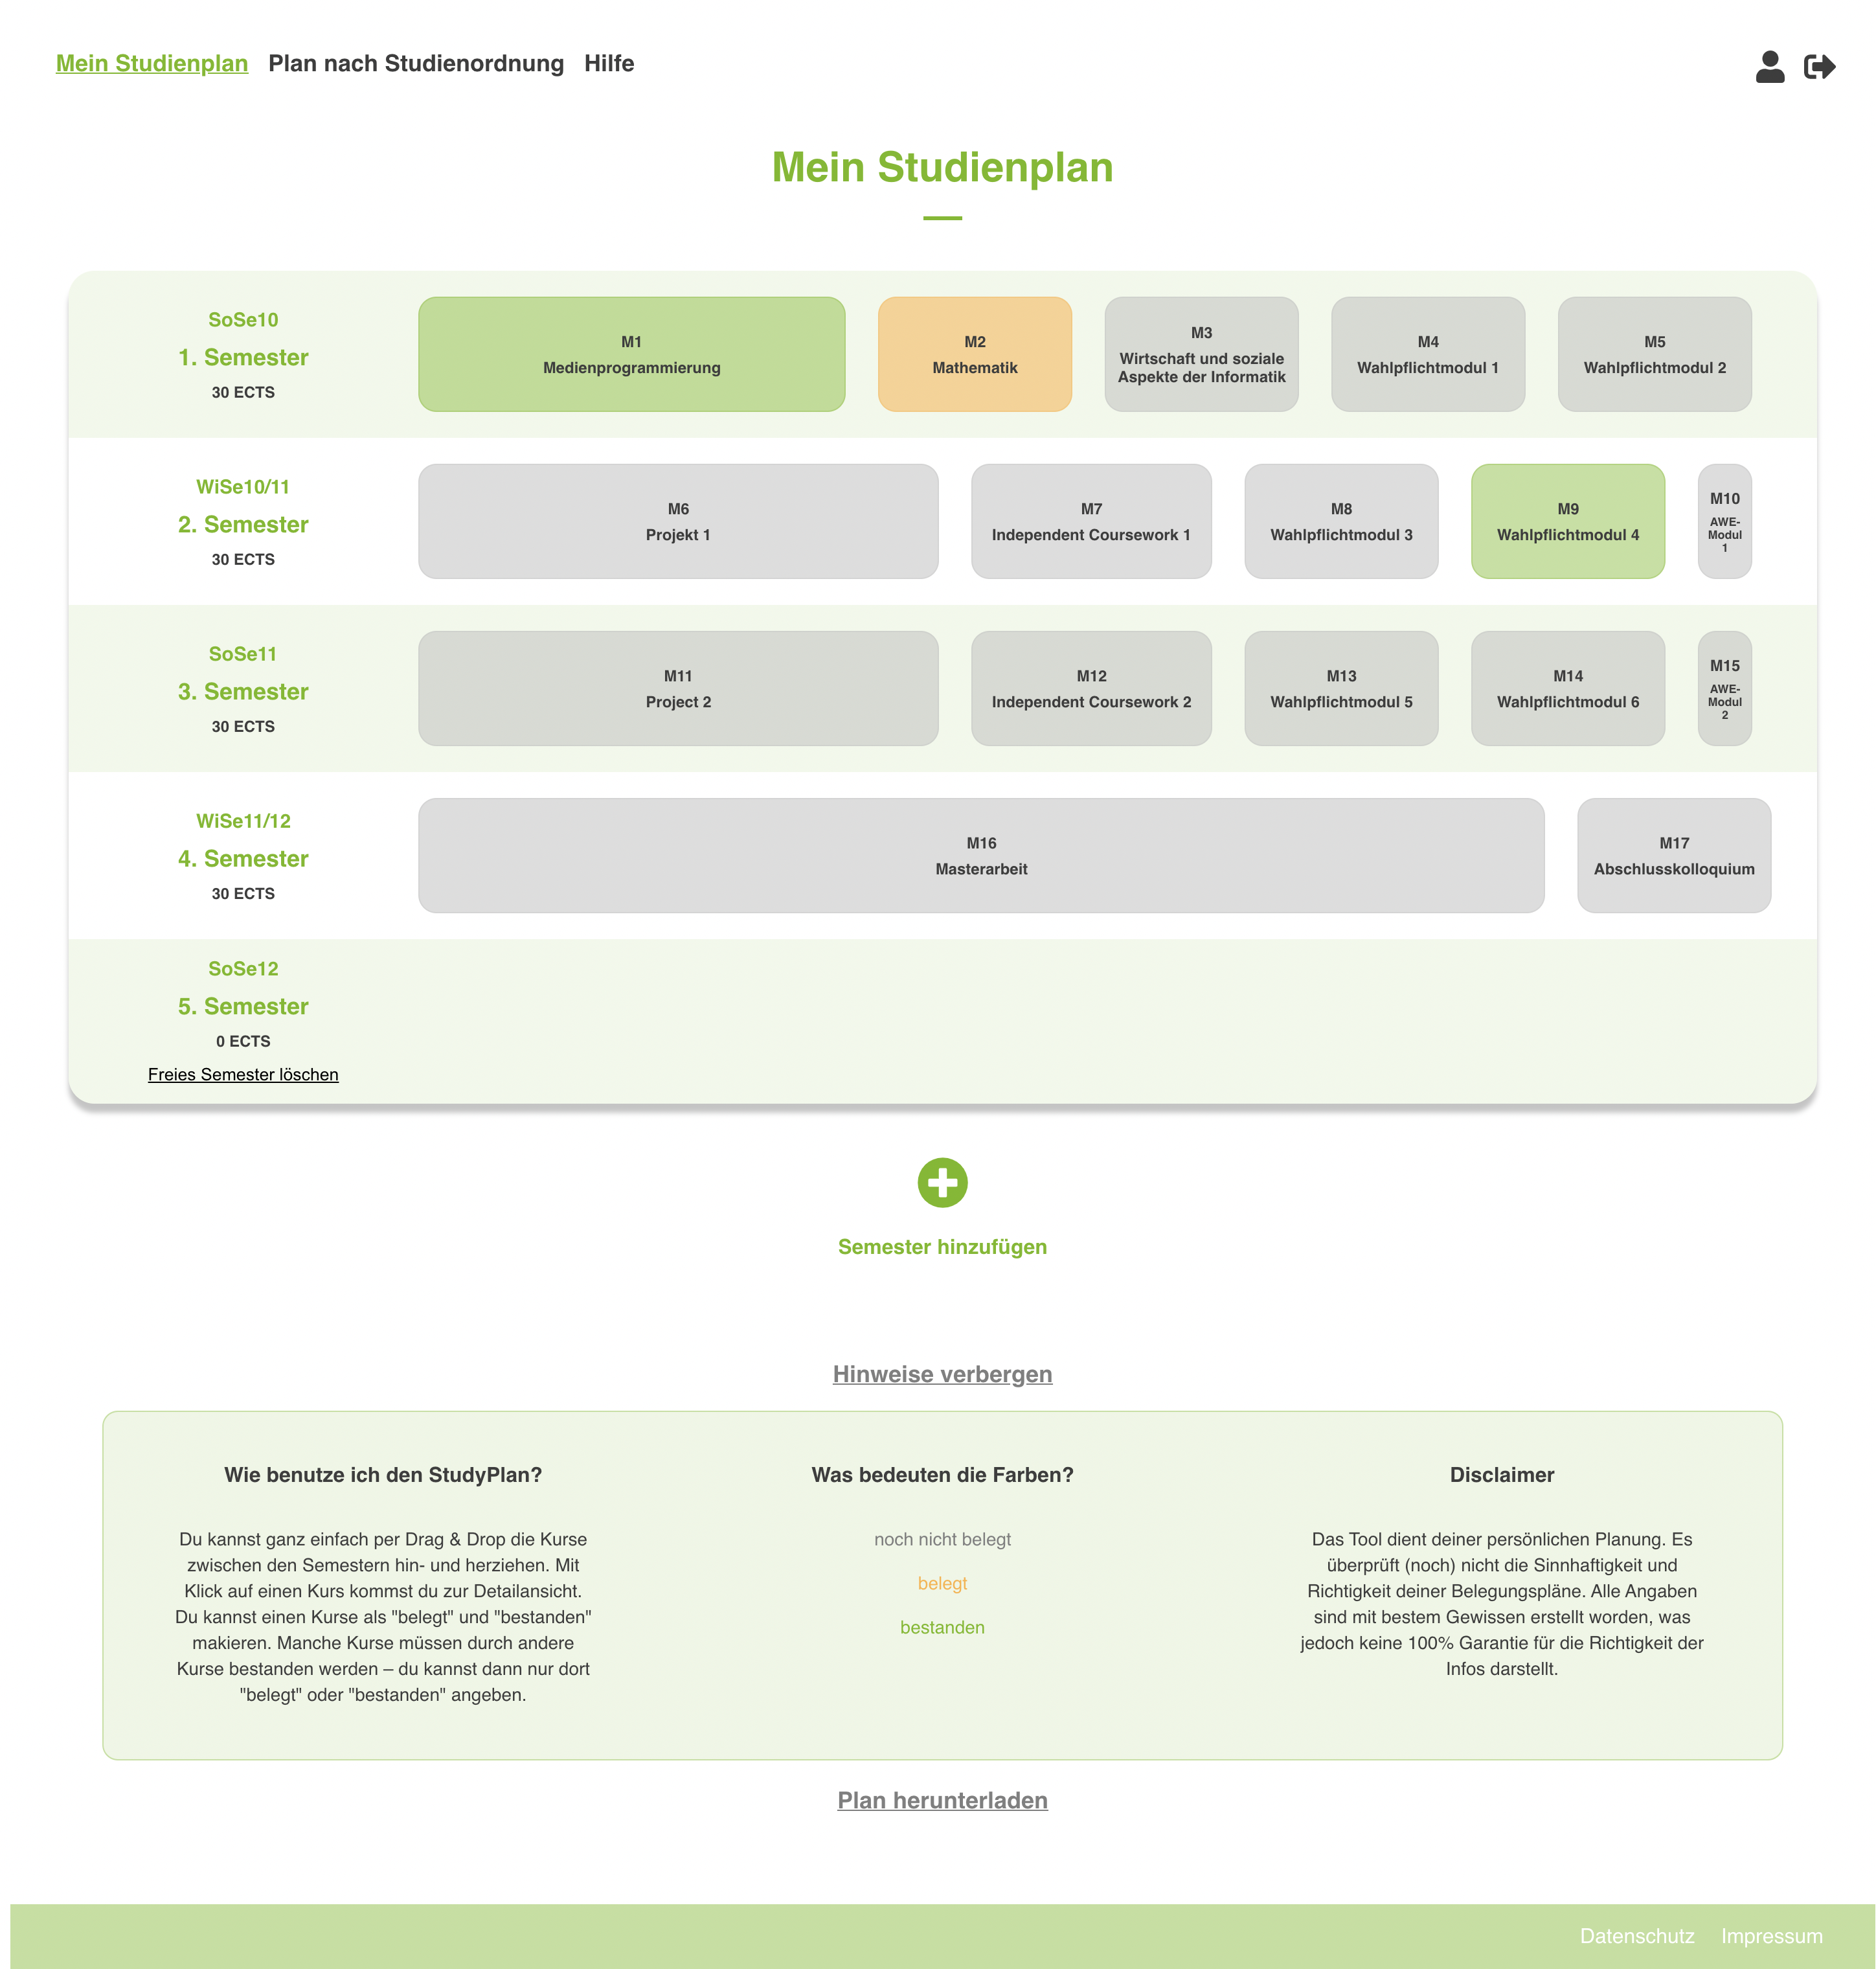 Mein Studienplan Plan nach Studienordnung Hilfe
Mein Studienplan
SoSe10
1. Semester
30 ECTS
M1
Medienprogrammierung
M2
Mathematik
M3
Wirtschaft und soziale
Aspekte der Informatik
M4
Wahlpflichtmodul 1
M5
Wahlpflichtmodul 2
WiSe10/11
2. Semester
30 ECTS
M6
Projekt 1
M7
Independent Coursework 1
M8
Wahlpflichtmodul 3
M9
Wahlpflichtmodul 4
M10
AWE-
Modul
1
SoSe11
3. Semester
30 ECTS
M11
Project 2
M12
Independent Coursework 2
M13
Wahlpflichtmodul 5
M14
Wahlpflichtmodul 6
M15
AWE-
Modul
2
WiSe11/12
4. Semester
30 ECTS
M16
Masterarbeit
M17
Abschlusskolloquium
SoSe12
5. Semester
0 ECTS
Freies Semester löschen
Semester hinzufügen
Hinweise verbergen
Wie benutze ich den StudyPlan?
Du kannst ganz einfach per Drag & Drop die Kurse
zwischen den Semestern hin- und herziehen. Mit
Klick auf einen Kurs kommst du zur Detailansicht.
Du kannst einen Kurse als "belegt" und "bestanden"
makieren. Manche Kurse müssen durch andere
Kurse bestanden werden – du kannst dann nur dort
"belegt" oder "bestanden" angeben.
Was bedeuten die Farben?
noch nicht belegt
belegt
bestanden
Disclaimer
Das Tool dient deiner persönlichen Planung. Es
überprüft (noch) nicht die Sinnhaftigkeit und
Richtigkeit deiner Belegungspläne. Alle Angaben
sind mit bestem Gewissen erstellt worden, was
jedoch keine 100% Garantie für die Richtigkeit der
Infos darstellt.
Plan herunterladen
Datenschutz Impressum